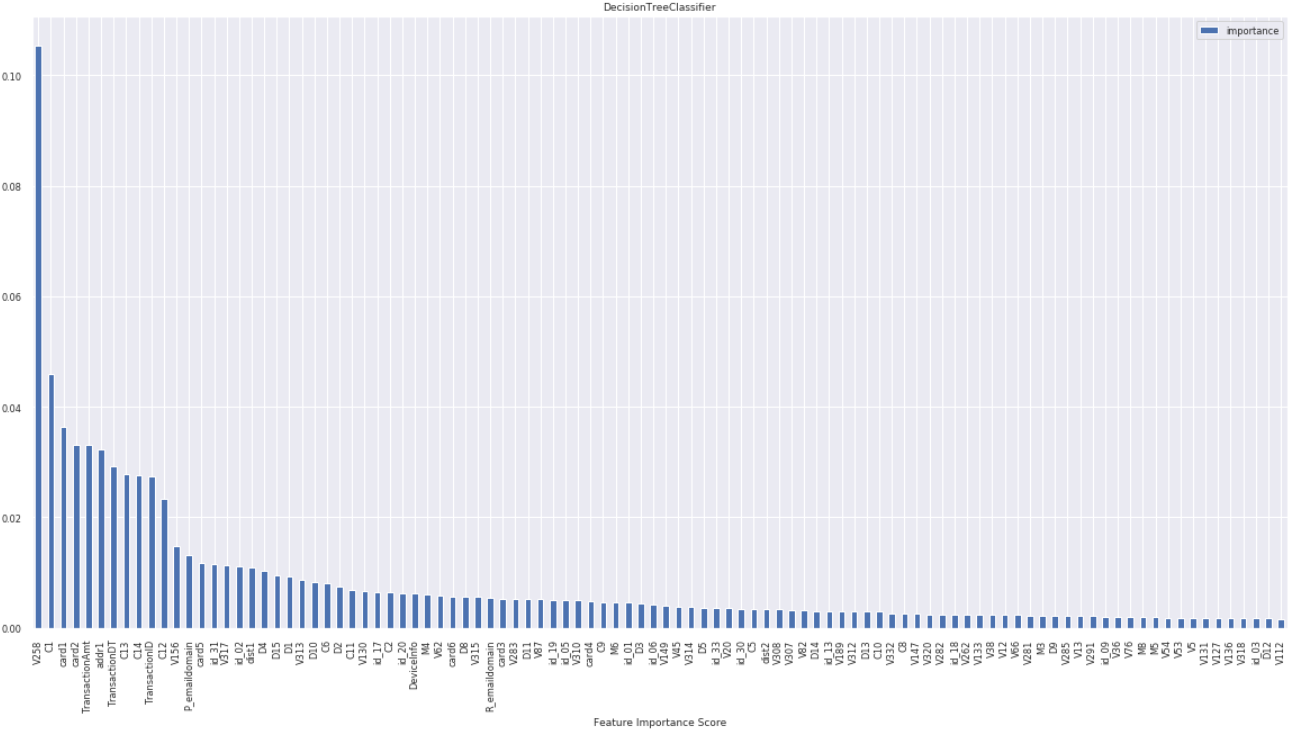 DecisionTreeClassifier
importance
0.10
0.08
0.06
0.04
0.02
0.00
V258
C1
card1
card2
TransactionAmt
addr1
TransactionDT
C13
C14
TransactionID
C12
V156
P_emaildomain
card5
id_31
V317
id_02
dist1
D4
D15
D1
V313
D10
C6
D2
C11
V130
id_17
C2
id_20
DeviceInfo
M4
V62
card6
D8
V315
R_emaildomain
card3
V283
D11
V87
id_19
id_05
V310
card4
C9
M6
id_01
D3
id_06
V149
V45
V314
D5
id_33
V20
id_30
C5
dist2
V308
V307
V82
D14
id_13
V189
V312
D13
C10
V332
C8
V147
V320
V282
id_18
V262
V133
V38
V12
V66
V281
M3
D9
V285
V13
V291
id_09
V36
V76
M8
M5
V54
V53
V5
V131
V127
V136
V318
id_03
D12
V112
Feature Importance Score